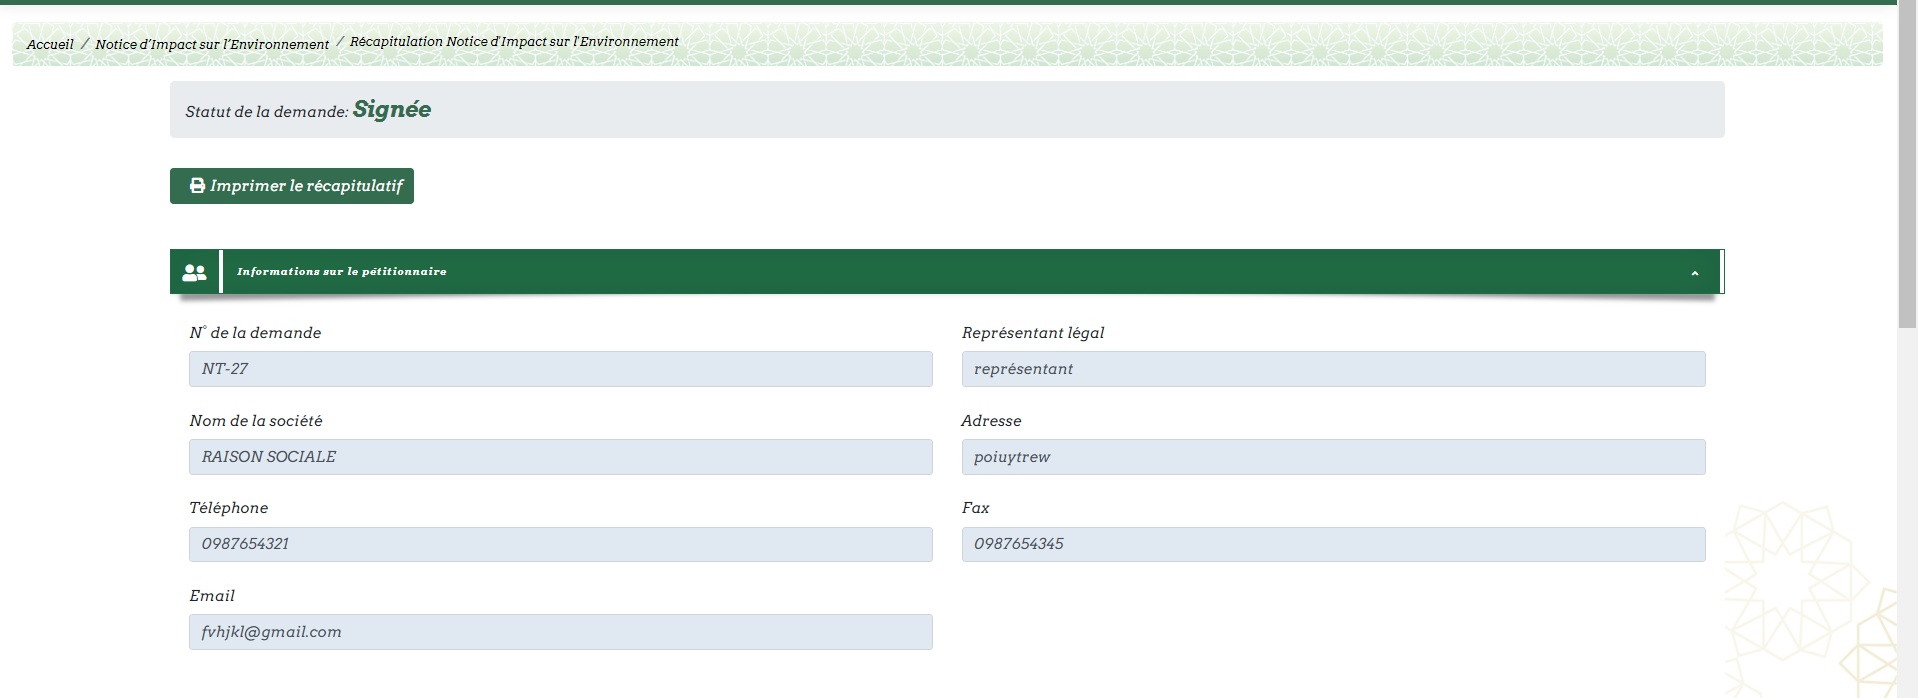 Accueil / Notice d’Impact sur l’Environnement / Récapitulation Notice d'Impact sur l'Environnement
Statut de la demande: Signée
Imprimer le récapitulatif
Informations sur le pétitionnaire
N° de la demande
NT-27
Représentant légal
représentant
Nom de la société
RAISON SOCIALE
Adresse
poiuytrew
Téléphone
0987654321
Fax
0987654345
Email
fvhjkl@gmail.com